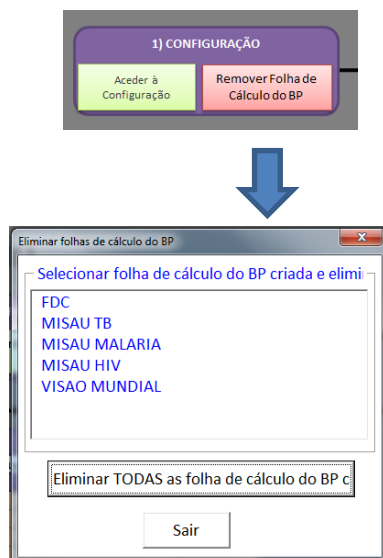 1) CONFIGURAÇÃO
Aceder à
Configuração
Remover Folha de
Cálculo do BP
Eliminar folhas de cálculo do BP
Selecionar folha de cálculo do BP criada e elimi
FDC
MISAU TB
MISAU MALARIA
MISAU HIV
VISAO MUNDIAL
Eliminar TODAS as folha de cálculo do BP c
Sair